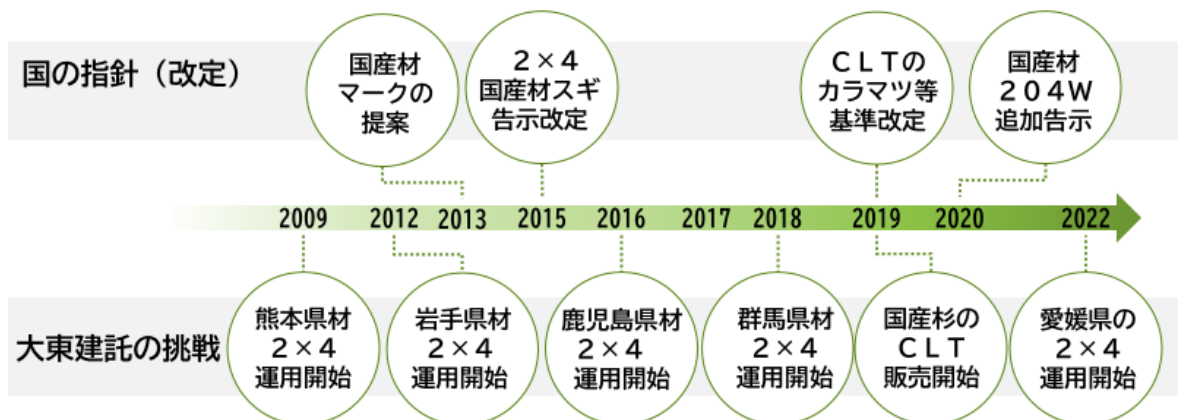 国の指針（改定）
国産材
マークの
提案
２×４
国産材スギ
告示改定
ＣＬＴの
カラマツ等
基準改定
国産材
２０４Ｗ
追加告示
2009 2012 2013 2015 2016 2017 2018 2019 2020 2022
大東建託の挑戦
熊本県材
２×４
運用開始
岩手県材
２×４
運用開始
鹿児島県材
２×４
運用開始
群馬県材
２×４
運用開始
国産杉の
ＣＬＴ
販売開始
愛媛県の
２×４
運用開始